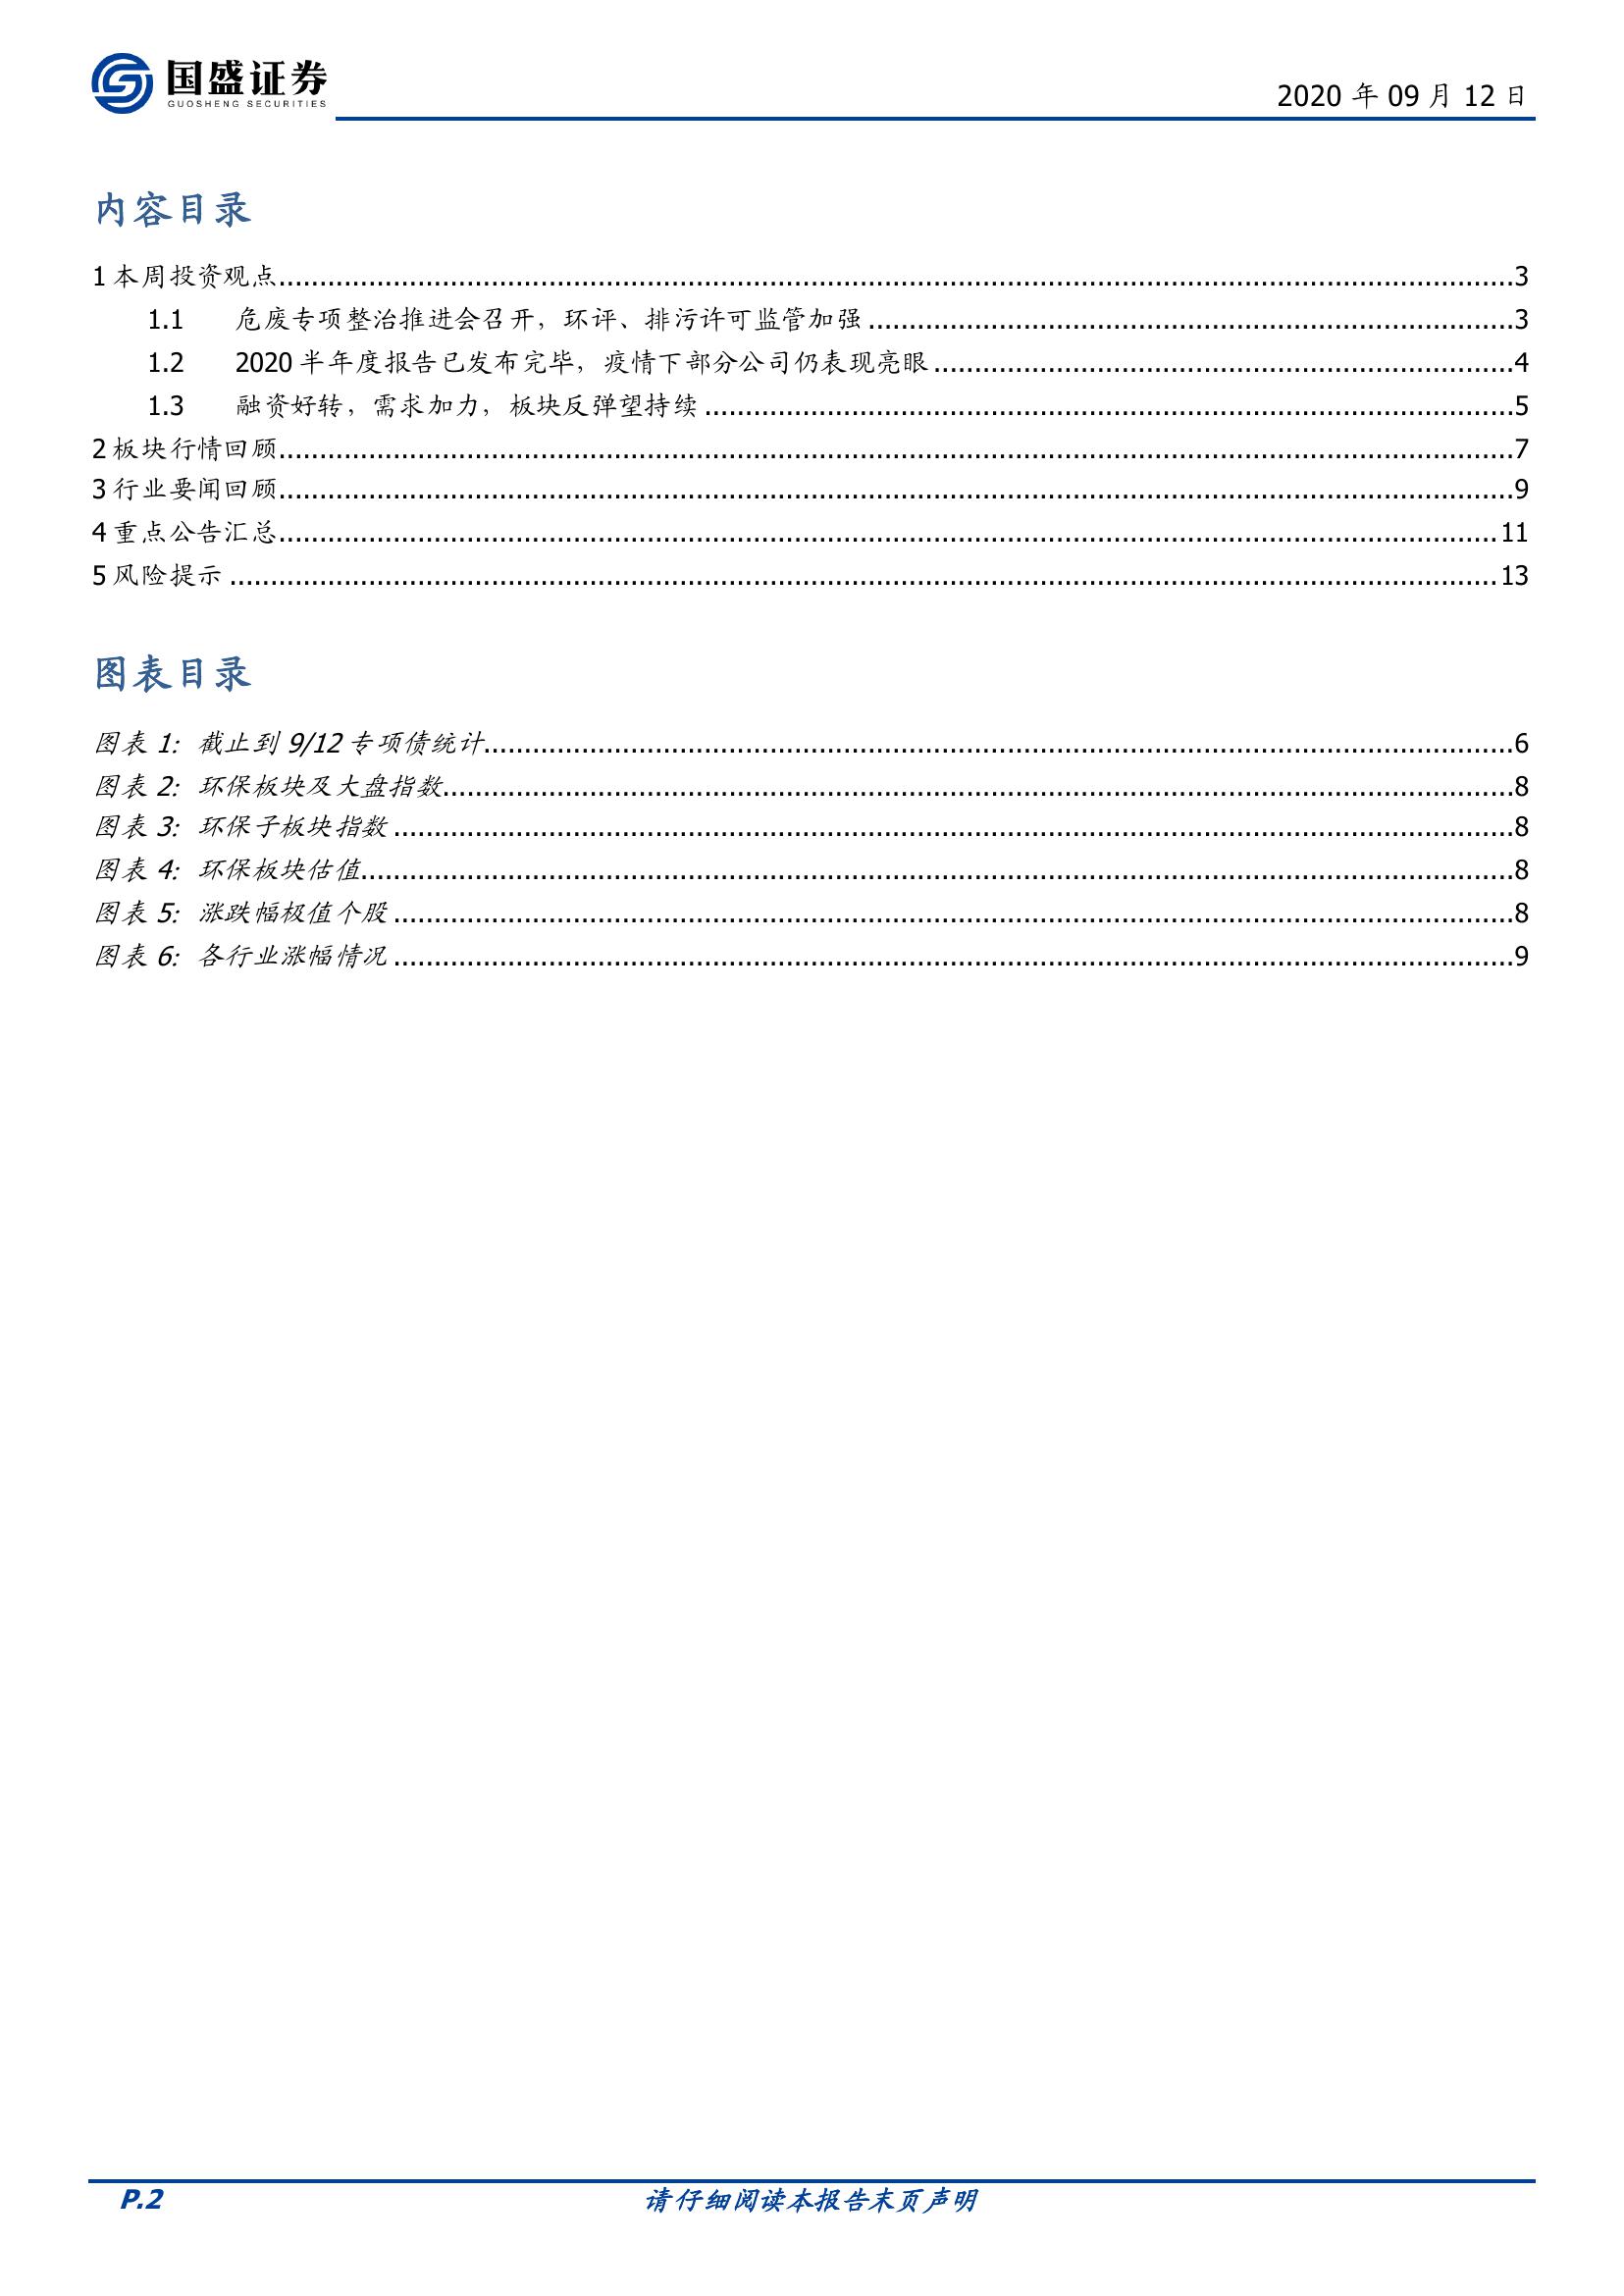 国盛证券
GUOSHENG SECURITIES
2020 年 09 月 12 日
内容目录
1 本周投资观点........................................3
1.1 危废专项整治推进会召开，环评、排污许可监管加强........................................3
1.2 2020 半年度报告已发布完毕，疫情下部分公司仍表现亮眼........................................4
1.3 融资好转，需求加力，板块反弹望持续........................................5
2 板块行情回顾........................................7
3 行业要闻回顾........................................9
4 重点公告汇总........................................11
5 风险提示........................................13
图表目录
图表 1: 截止到 9/12 专项债统计........................................6
图表 2: 环保板块及大盘指数........................................8
图表 3: 环保子板块指数........................................8
图表 4: 环保板块估值........................................8
图表 5: 涨跌幅极值个股........................................8
图表 6: 各行业涨幅情况........................................9
P.2 请仔细阅读本报告末页声明